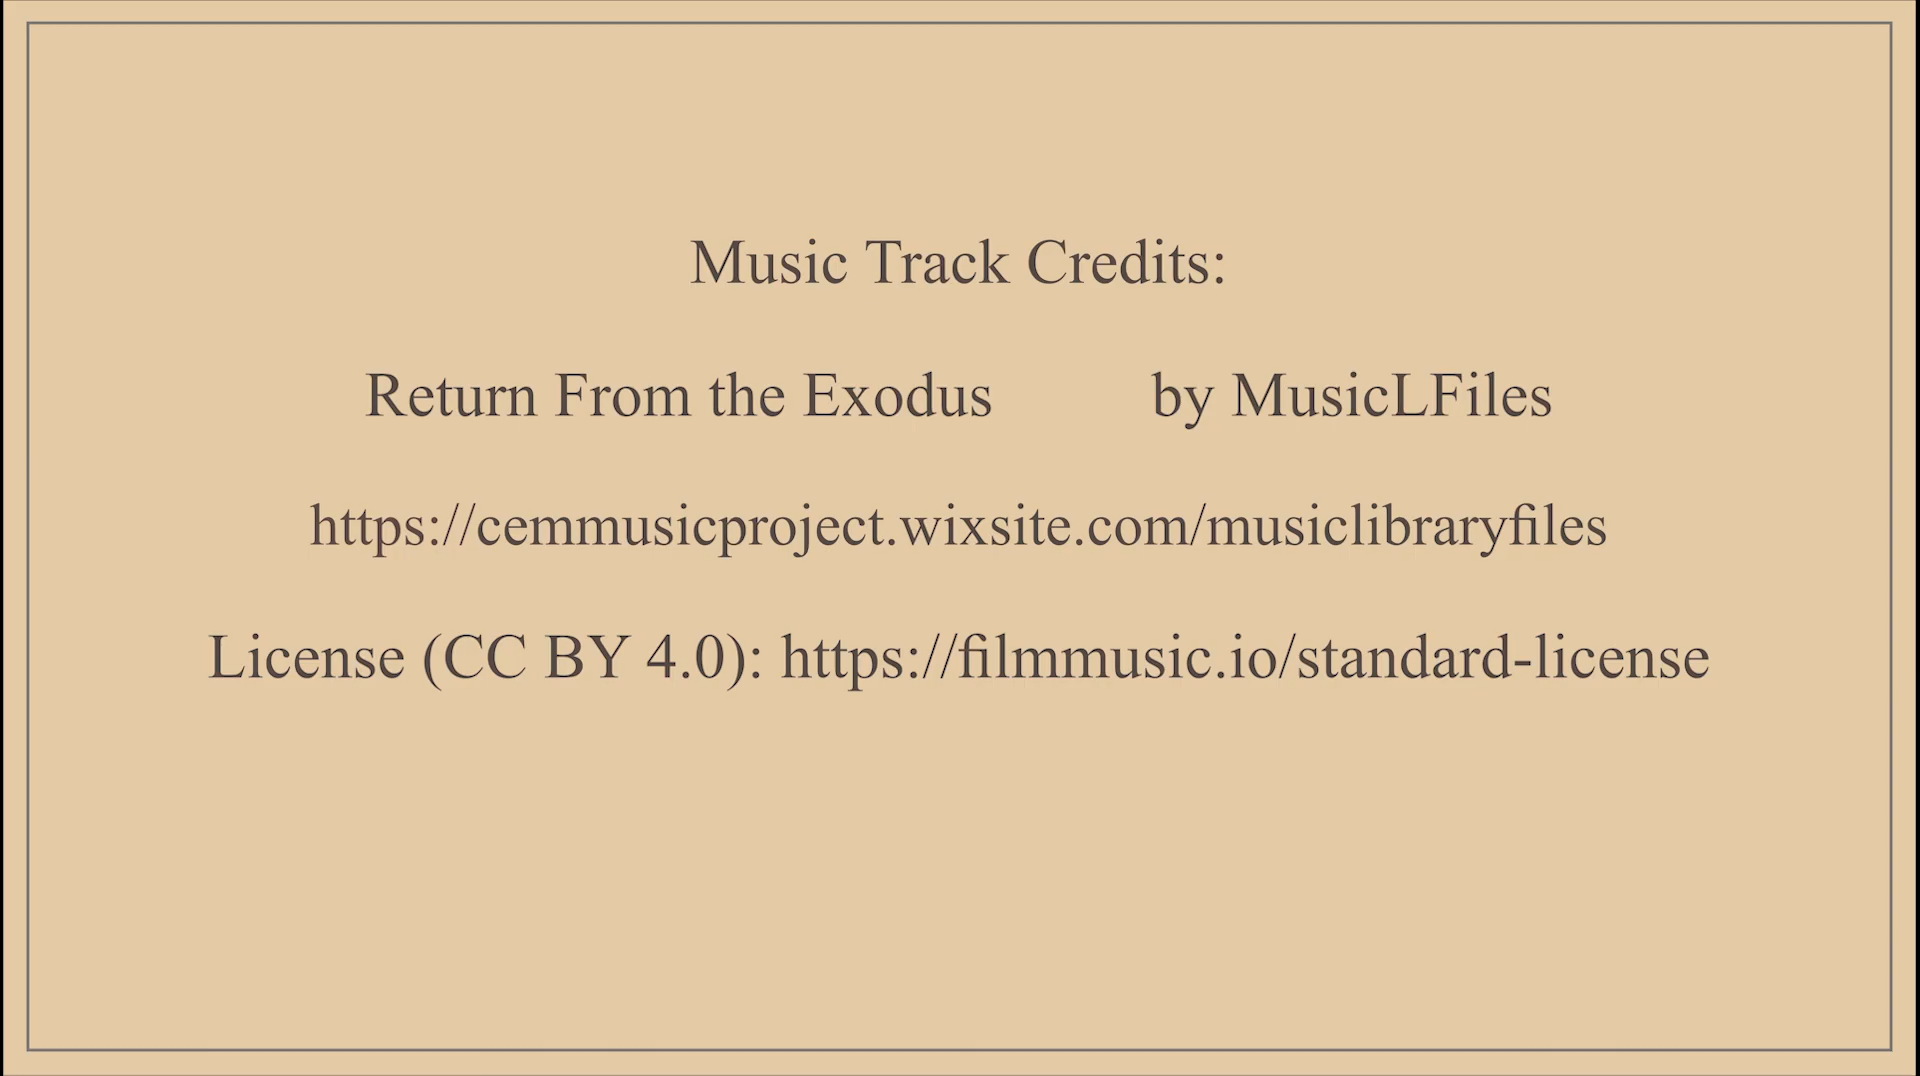 Music Track Credits:
Return From the Exodus by MusicLFiles
https://cemmusicproject.wixsite.com/musiclibraryfiles
License (CC BY 4.0): https://filmmusic.io/standard-license